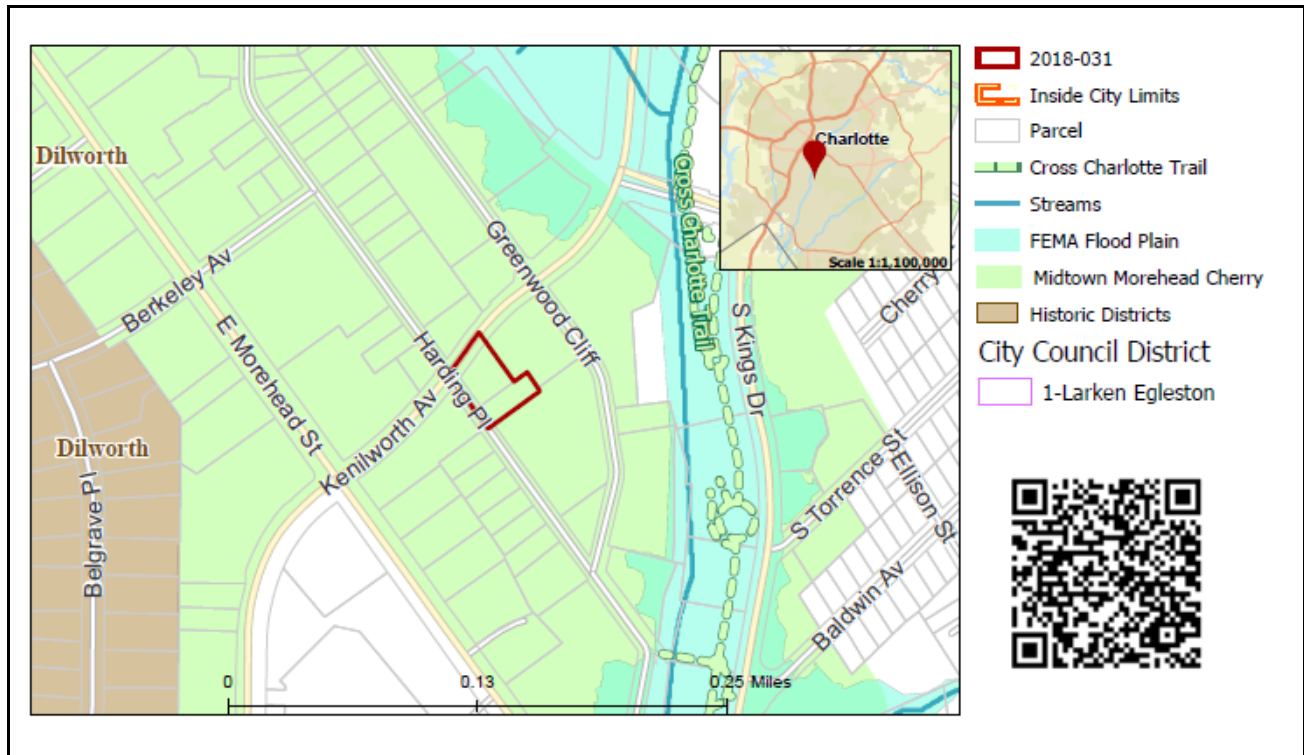 Dilworth
Berkeley Av
E Morehead St
Harding Pl
Greenwood Cliff
Kenilworth Av
Cross Charlotte Trail
S Kings Dr
Cherry
S Torrence St
Ellison St
Baldwin Av
Dilworth
Belgrave Pl
0
0.13
0.25 Miles
Charlotte
Scale 1:1,100,000
2018-031
Inside City Limits
Parcel
Cross Charlotte Trail
Streams
FEMA Flood Plain
Midtown Morehead Cherry
Historic Districts
City Council District
1-Larken Egleston